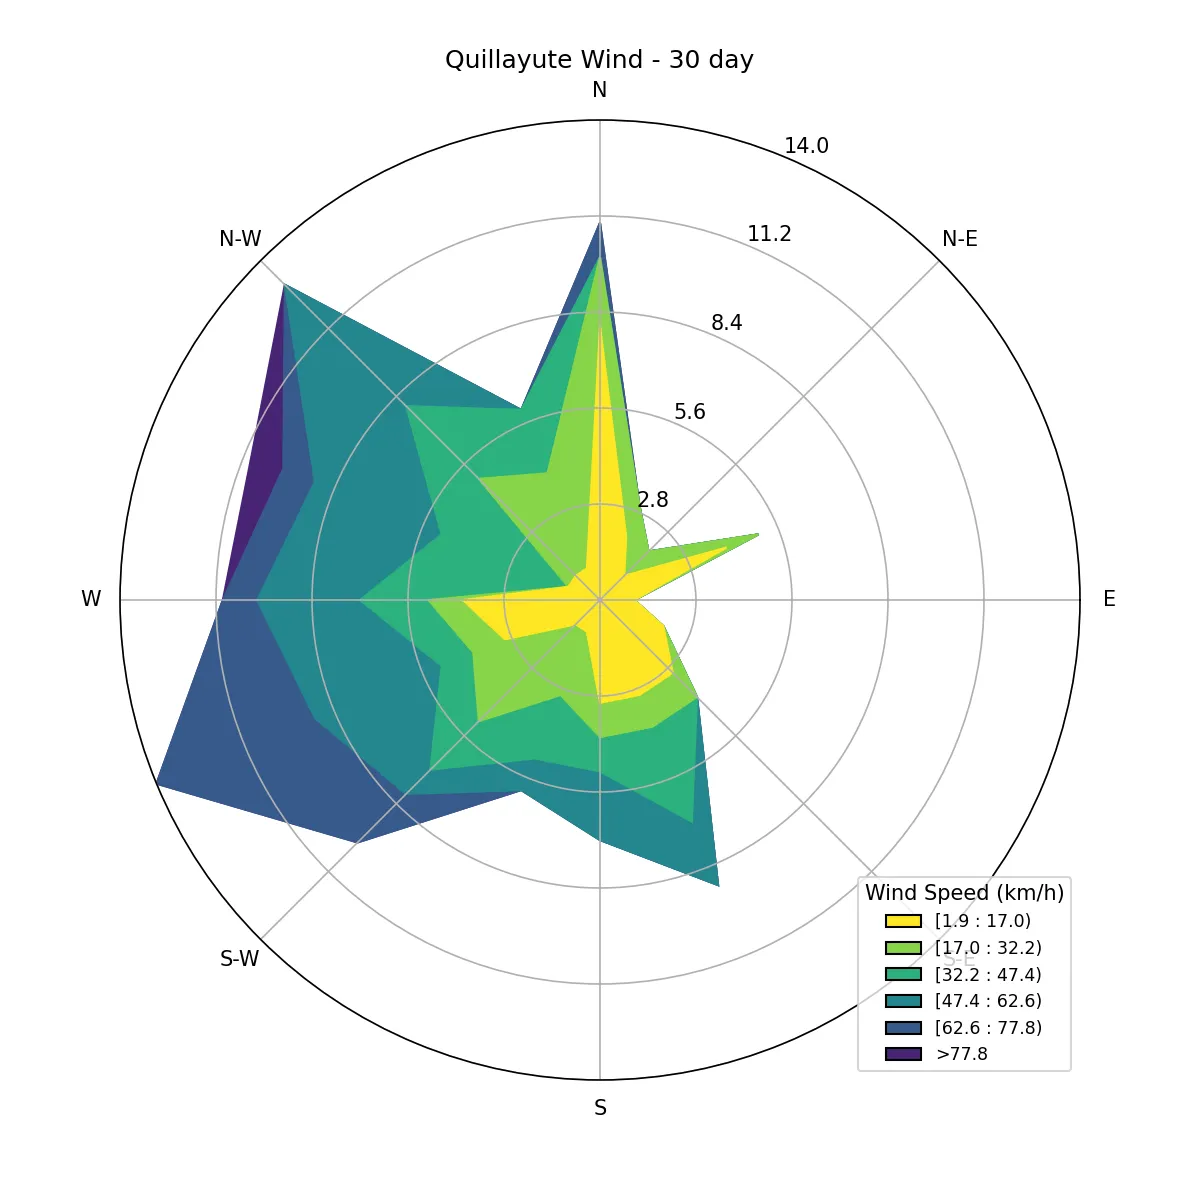 Quillayute Wind - 30 day
N
14.0
11.2
N-W
N-E
8.4
5.6
2.8
W
E
Wind Speed (km/h)
[1.9 : 17.0)
[17.0 : 32.2)
S-W
S-E
[32.2 : 47.4)
[47.4 : 62.6)
[62.6 : 77.8)
>77.8
S